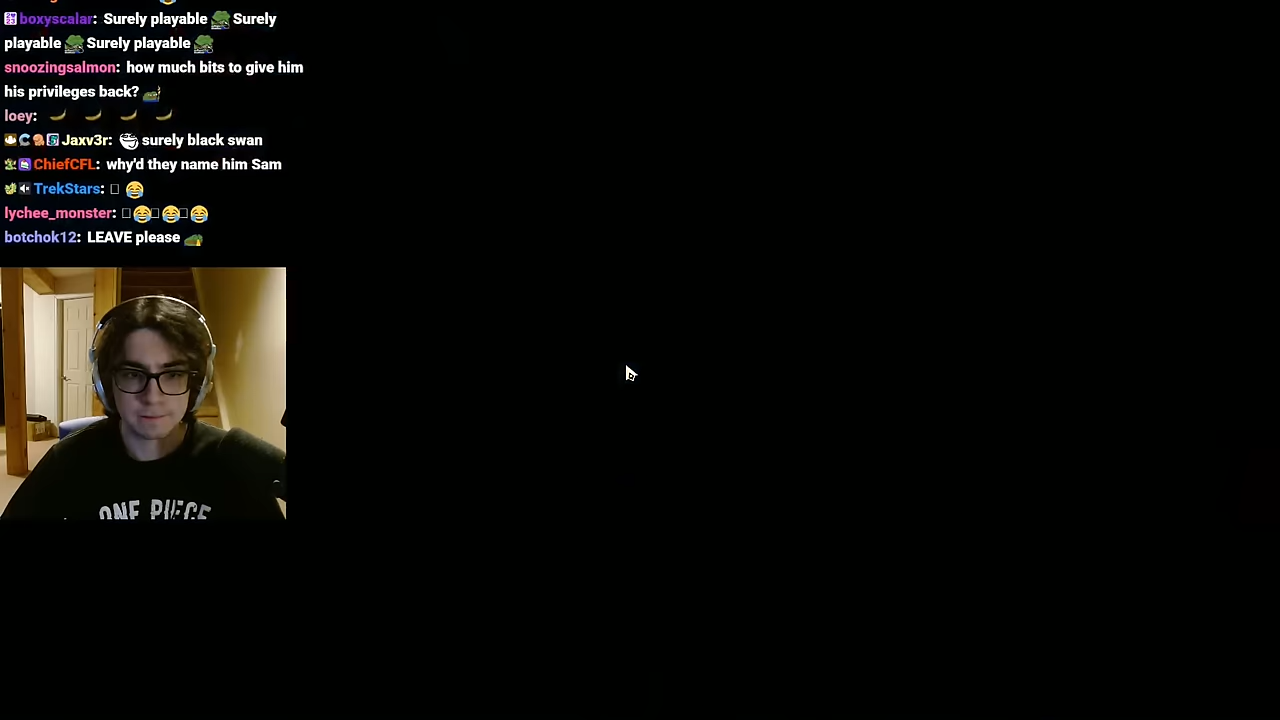 boxyscalar: Surely playable Surely
playable Surely playable
snoozingsalmon: how much bits to give him
his privileges back?
loey:
Jaxv3r: surely black swan
ChiefCFL: why'd they name him Sam
TrekStars: 😂
lychee_monster: 😂 😂 😂
botchok12: LEAVE please
ONE PIECE